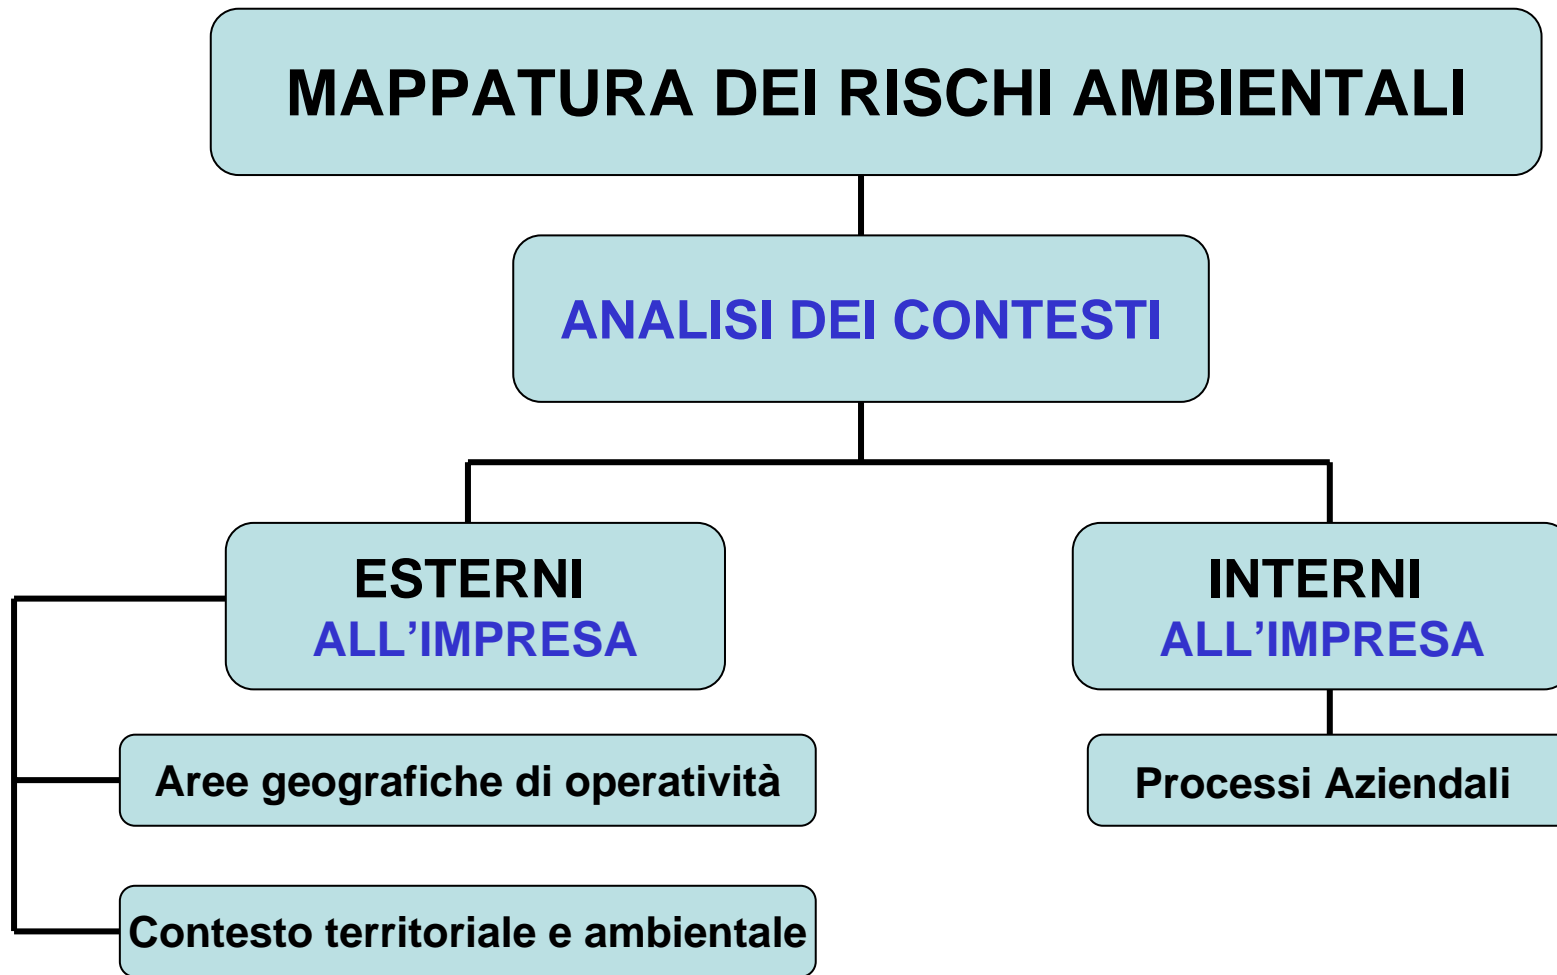 MAPPATURA DEI RISCHI AMBIENTALI
ANALISI DEI CONTESTI
ESTERNI
ALL’IMPRESA
INTERNI
ALL’IMPRESA
Aree geografiche di operatività
Processi Aziendali
Contesto territoriale e ambientale